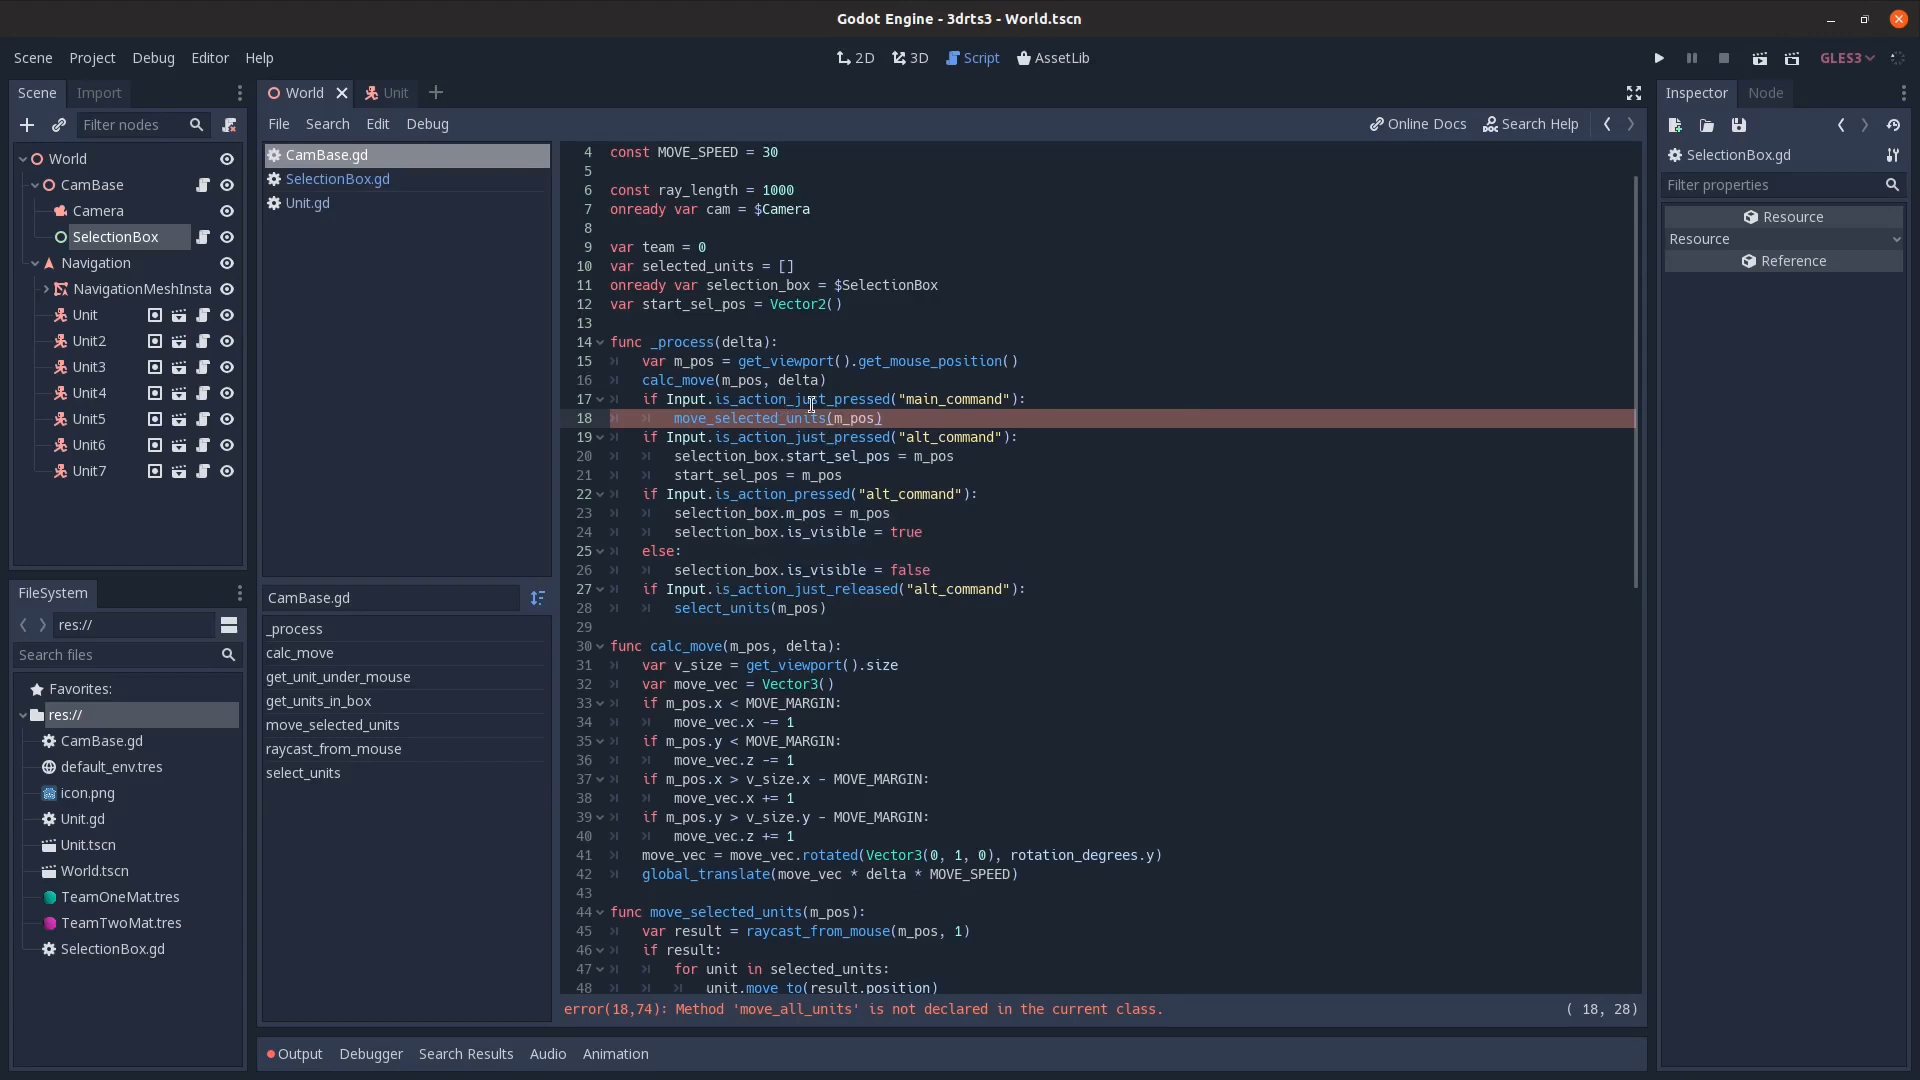 Godot Engine - 3drts3 - World.tscn
Scene Project Debug Editor Help
2D 3D Script AssetLib
GLES3
Scene Import
Filter nodes
World
CamBase
Camera
SelectionBox
Navigation
NavigationMeshInsta
Unit
Unit2
Unit3
Unit4
Unit5
Unit6
Unit7
FileSystem
res://
Search files
Favorites:
res://
CamBase.gd
default_env.tres
icon.png
Unit.gd
Unit.tscn
World.tscn
TeamOneMat.tres
TeamTwoMat.tres
SelectionBox.gd
World Unit
File Search Edit Debug
Online Docs Search Help
CamBase.gd
SelectionBox.gd
Unit.gd
CamBase.gd
_process
calc_move
get_unit_under_mouse
get_units_in_box
move_selected_units
raycast_from_mouse
select_units
4 const MOVE_SPEED = 30
5
6 const ray_length = 1000
7 onready var cam = $Camera
8
9 var team = 0
10 var selected_units = []
11 onready var selection_box = $SelectionBox
12 var start_sel_pos = Vector2()
13
14 func _process(delta):
15 var m_pos = get_viewport().get_mouse_position()
16 calc_move(m_pos, delta)
17 if Input.is_action_just_pressed("main_command"):
18 move_selected_units(m_pos)
19 if Input.is_action_just_pressed("alt_command"):
20 selection_box.start_sel_pos = m_pos
21 start_sel_pos = m_pos
22 if Input.is_action_pressed("alt_command"):
23 selection_box.m_pos = m_pos
24 selection_box.is_visible = true
25 else:
26 selection_box.is_visible = false
27 if Input.is_action_just_released("alt_command"):
28 select_units(m_pos)
29
30 func calc_move(m_pos, delta):
31 var v_size = get_viewport().size
32 var move_vec = Vector3()
33 if m_pos.x < MOVE_MARGIN:
34 move_vec.x -= 1
35 if m_pos.y < MOVE_MARGIN:
36 move_vec.z -= 1
37 if m_pos.x > v_size.x - MOVE_MARGIN:
38 move_vec.x += 1
39 if m_pos.y > v_size.y - MOVE_MARGIN:
40 move_vec.z += 1
41 move_vec = move_vec.rotated(Vector3(0, 1, 0), rotation_degrees.y)
42 global_translate(move_vec * delta * MOVE_SPEED)
43
44 func move_selected_units(m_pos):
45 var result = raycast_from_mouse(m_pos, 1)
46 if result:
47 for unit in selected_units:
48 unit.move_to(result.position)
error(18,74): Method 'move_all_units' is not declared in the current class.
( 18, 28)
Output Debugger Search Results Audio Animation
Inspector Node
SelectionBox.gd
Filter properties
Resource
Resource
Reference